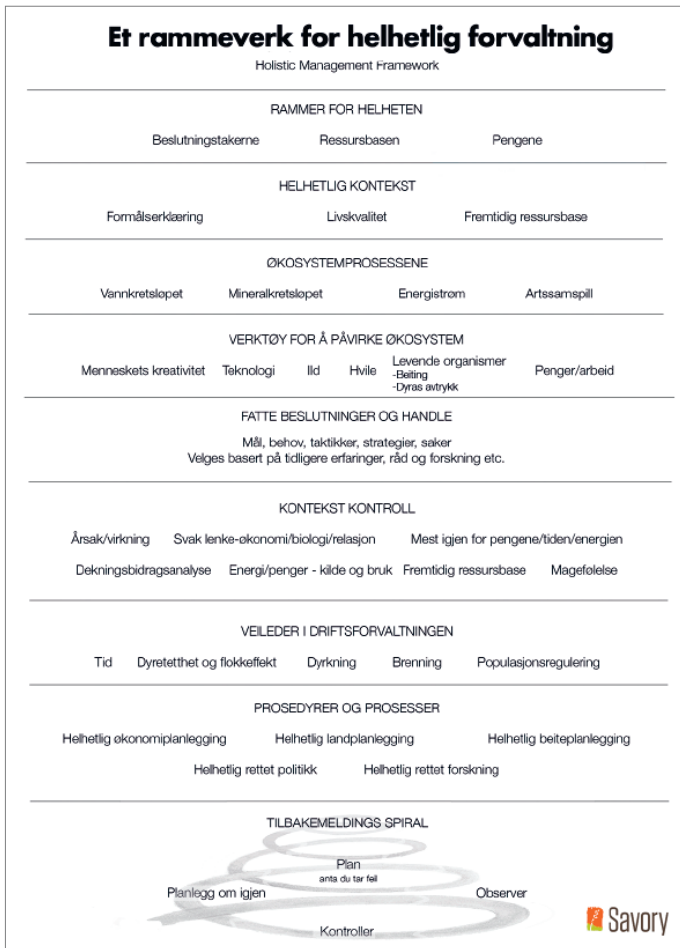 Et rammeverk for helhetlig forvaltning
Holistic Management Framework
RAMMER FOR HELHETEN
Beslutningstakerne Ressursbasen Pengene
HELHETLIG KONTEKST
Formålserklæring Livskvalitet Fremtidig ressursbase
ØKOSYSTEMPROSESSENE
Vannkretsløpet Mineralkretsløpet Energistrøm Artssamspill
VERKTØY FOR Å PÅVIRKE ØKOSYSTEM
Menneskets kreativitet Teknologi Ild Hvile Levende organismer Penger/arbeid
-Beiting
-Dyras avtrykk
FATTE BESLUTNINGER OG HANDLE
Mål, behov, taktikker, strategier, saker
Velges basert på tidligere erfaringer, råd og forskning etc.
KONTEKST KONTROLL
Årsak/virkning Svak lenke-økonomi/biologi/relasjon Mest igjen for pengene/tiden/energien
Dekningsbidragsanalyse Energi/penger - kilde og bruk Fremtidig ressursbase Magefølelse
VEILEDER I DRIFTSFORVALTNINGEN
Tid Dyretetthet og flokkeffekt Dyrkning Brenning Populasjonsregulering
PROSEDYRER OG PROSESSER
Helhetlig økonomiplanlegging Helhetlig landplanlegging Helhetlig beiteplanlegging
Helhetlig rettet politikk Helhetlig rettet forskning
TILBAKEMELDINGS SPIRAL
Plan
anta du tar feil
Planlegg om igjen Observer
Kontroller
Savory